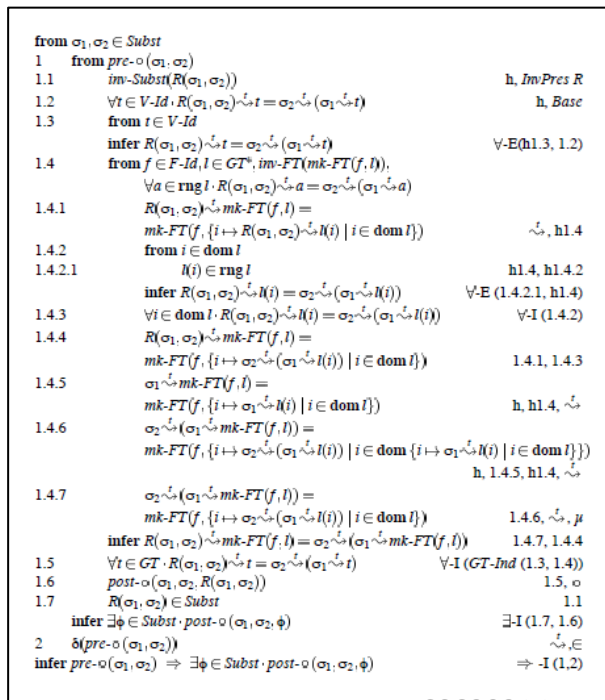 from σ₁,σ₂ ∈ Subst
1 from pre-∘(σ₁,σ₂)
1.1 inv-Subst(R(σ₁,σ₂)) h, InvPres R
1.2 ∀t ∈ V-Id · R(σ₁,σ₂) ⤳ᵗ t = σ₂ ⤳ᵗ (σ₁ ⤳ᵗ t) h, Base
1.3 from t ∈ V-Id
infer R(σ₁,σ₂) ⤳ᵗ t = σ₂ ⤳ᵗ (σ₁ ⤳ᵗ t) ∀-E(h1.3, 1.2)
1.4 from f ∈ F-Id, l ∈ GT*, inv-FT(mk-FT(f,l)),
∀a ∈ rng l · R(σ₁,σ₂) ⤳ᵗ a = σ₂ ⤳ᵗ (σ₁ ⤳ᵗ a)
1.4.1 R(σ₁,σ₂) ⤳ᵗ mk-FT(f,l) =
mk-FT(f,{i ↦ R(σ₁,σ₂) ⤳ᵗ l(i) | i ∈ dom l}) ⤳ᵗ, h1.4
1.4.2 from i ∈ dom l
1.4.2.1 l(i) ∈ rng l h1.4, h1.4.2
infer R(σ₁,σ₂) ⤳ᵗ l(i) = σ₂ ⤳ᵗ (σ₁ ⤳ᵗ l(i)) ∀-E (1.4.2.1, h1.4)
1.4.3 ∀i ∈ dom l · R(σ₁,σ₂) ⤳ᵗ l(i) = σ₂ ⤳ᵗ (σ₁ ⤳ᵗ l(i)) ∀-I (1.4.2)
1.4.4 R(σ₁,σ₂) ⤳ᵗ mk-FT(f,l) =
mk-FT(f,{i ↦ σ₂ ⤳ᵗ (σ₁ ⤳ᵗ l(i)) | i ∈ dom l}) 1.4.1, 1.4.3
1.4.5 σ₁ ⤳ᵗ mk-FT(f,l) =
mk-FT(f,{i ↦ σ₁ ⤳ᵗ l(i) | i ∈ dom l}) h, h1.4, ⤳ᵗ
1.4.6 σ₂ ⤳ᵗ (σ₁ ⤳ᵗ mk-FT(f,l)) =
mk-FT(f,{i ↦ σ₂ ⤳ᵗ (σ₁ ⤳ᵗ l(i)) | i ∈ dom {i ↦ σ₁ ⤳ᵗ l(i) | i ∈ dom l}})
h, 1.4.5, h1.4, ⤳ᵗ
1.4.7 σ₂ ⤳ᵗ (σ₁ ⤳ᵗ mk-FT(f,l)) =
mk-FT(f,{i ↦ σ₂ ⤳ᵗ (σ₁ ⤳ᵗ l(i)) | i ∈ dom l}) 1.4.6, ⤳ᵗ, μ
infer R(σ₁,σ₂) ⤳ᵗ mk-FT(f,l) = σ₂ ⤳ᵗ (σ₁ ⤳ᵗ mk-FT(f,l)) 1.4.7, 1.4.4
1.5 ∀t ∈ GT · R(σ₁,σ₂) ⤳ᵗ t = σ₂ ⤳ᵗ (σ₁ ⤳ᵗ t) ∀-I (GT-Ind (1.3, 1.4))
1.6 post-∘(σ₁,σ₂,R(σ₁,σ₂)) 1.5, ∘
1.7 R(σ₁,σ₂) ∈ Subst 1.1
infer ∃ϕ ∈ Subst · post-∘(σ₁,σ₂,ϕ) ∃-I (1.7, 1.6)
2 δ(pre-∘(σ₁,σ₂)) ⤳ᵗ,∈
infer pre-∘(σ₁,σ₂) ⇒ ∃ϕ ∈ Subst · post-∘(σ₁,σ₂,ϕ) ⇒ -I (1,2)